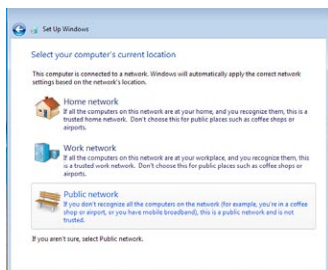 Set Up Windows
Select your computer's current location
This computer is connected to a network. Windows will automatically apply the correct network
settings based on the network's location.
Home network
If all the computers on this network are at your home, and you recognize them, this is a
trusted home network. Don't choose this for public places such as coffee shops or
airports.
Work network
If all the computers on this network are at your workplace, and you recognize them, this
is a trusted work network. Don't choose this for public places such as coffee shops or
airports.
Public network
If you don't recognize all the computers on the network (for example, you're in a coffee
shop or airport, or you have mobile broadband), this is a public network and is not
trusted.
If you aren't sure, select Public network.